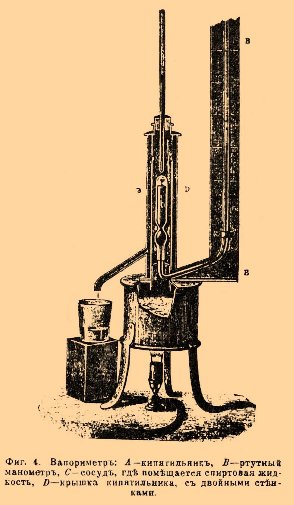 B
D
B
Фиг. 4. Вапориметръ: A—кипятильникъ, B—ртутный
манометръ, C—сосудъ, гдѣ помѣщается спиртовая жид-
кость, D—крышка кипятильника, съ двойными стѣн-
ками.